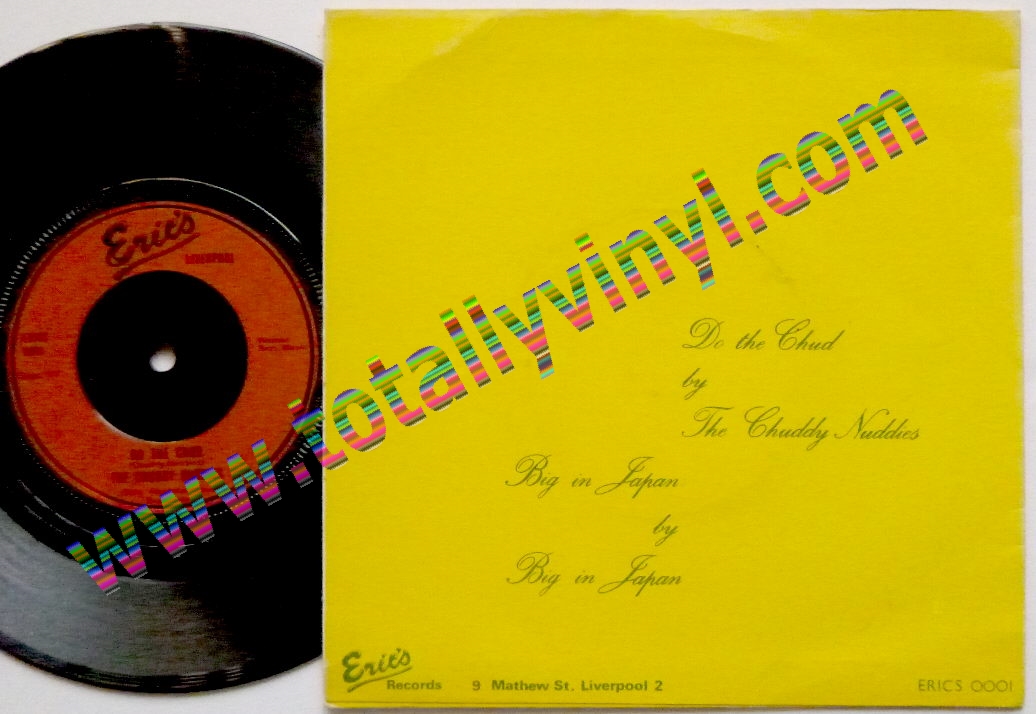 Eric's
LIVERPOOL
DO THE CHUD
www.totallyvinyl.com
Do the Chud
by
The Chuddy Nuddies
Big in Japan
by
Big in Japan
Eric's
Records 9 Mathew St. Liverpool 2
ERICS 0001